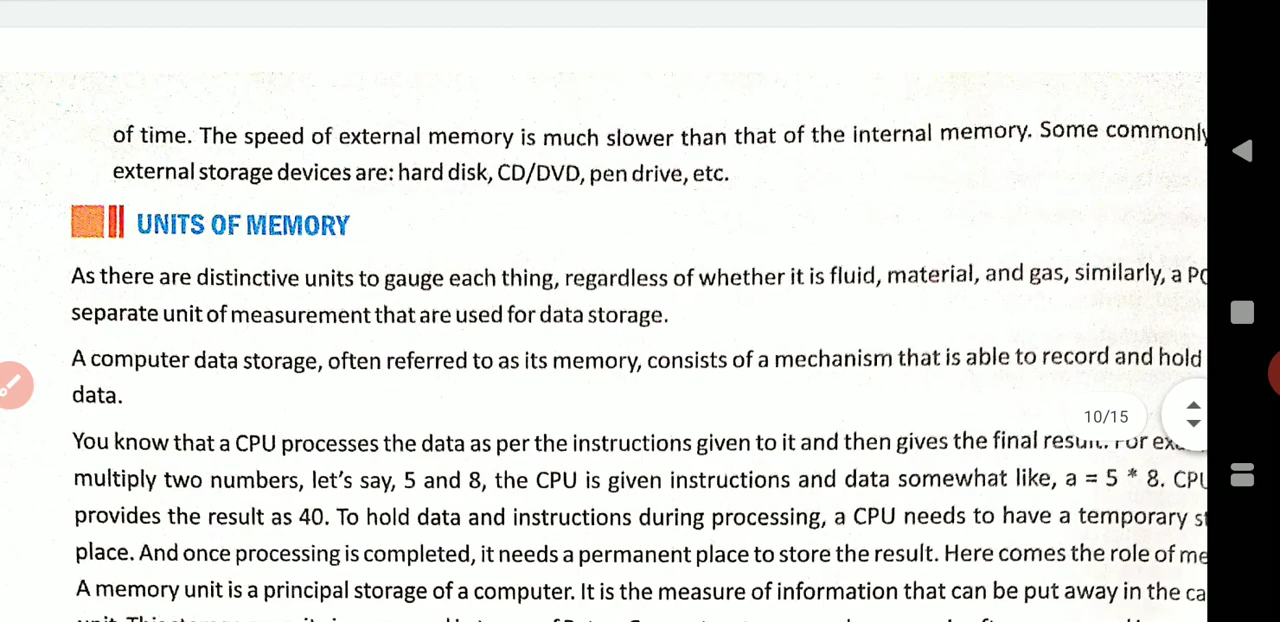 of time. The speed of external memory is much slower than that of the internal memory. Some commonly
external storage devices are: hard disk, CD/DVD, pen drive, etc.
UNITS OF MEMORY
As there are distinctive units to gauge each thing, regardless of whether it is fluid, material, and gas, similarly, a PC
separate unit of measurement that are used for data storage.
A computer data storage, often referred to as its memory, consists of a mechanism that is able to record and hold
data.
10/15
You know that a CPU processes the data as per the instructions given to it and then gives the final result. For
multiply two numbers, let's say, 5 and 8, the CPU is given instructions and data somewhat like, a = 5 * 8. CPU
provides the result as 40. To hold data and instructions during processing, a CPU needs to have a temporary
place. And once processing is completed, it needs a permanent place to store the result. Here comes the role of
A memory unit is a principal storage of a computer. It is the measure of information that can be put away in the